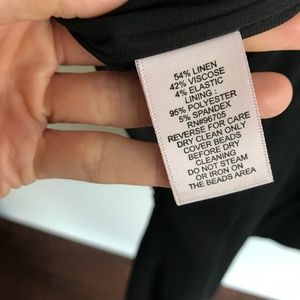 54% LINEN
42% VISCOSE
4% ELASTIC
LINING :
95% POLYESTER
5% SPANDEX
RN#96705
REVERSE FOR CARE
DRY CLEAN ONLY
COVER BEADS
BEFORE DRY
CLEANING
DO NOT STEAM
OR IRON ON
THE BEADS AREA